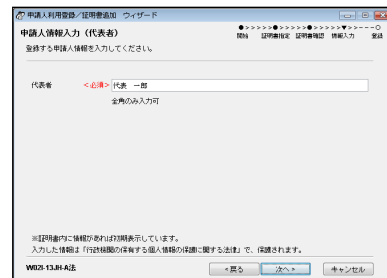 申請人利用登録/証明書追加 ウィザード
申請人情報入力(代表者)
●>>>>>●>>>>>●>>>>>▼>>---○
開始 証明書指定 証明書確認 情報入力 登録
登録する申請人情報を入力してください。
代表者 <必須> 代表 一郎
全角のみ入力可
※証明書内に情報があれば初期表示しています。
入力した情報は「行政機関の保有する個人情報の保護に関する法律」で、保護されます。
W02I-13JH-A法 <戻る 次へ> キャンセル